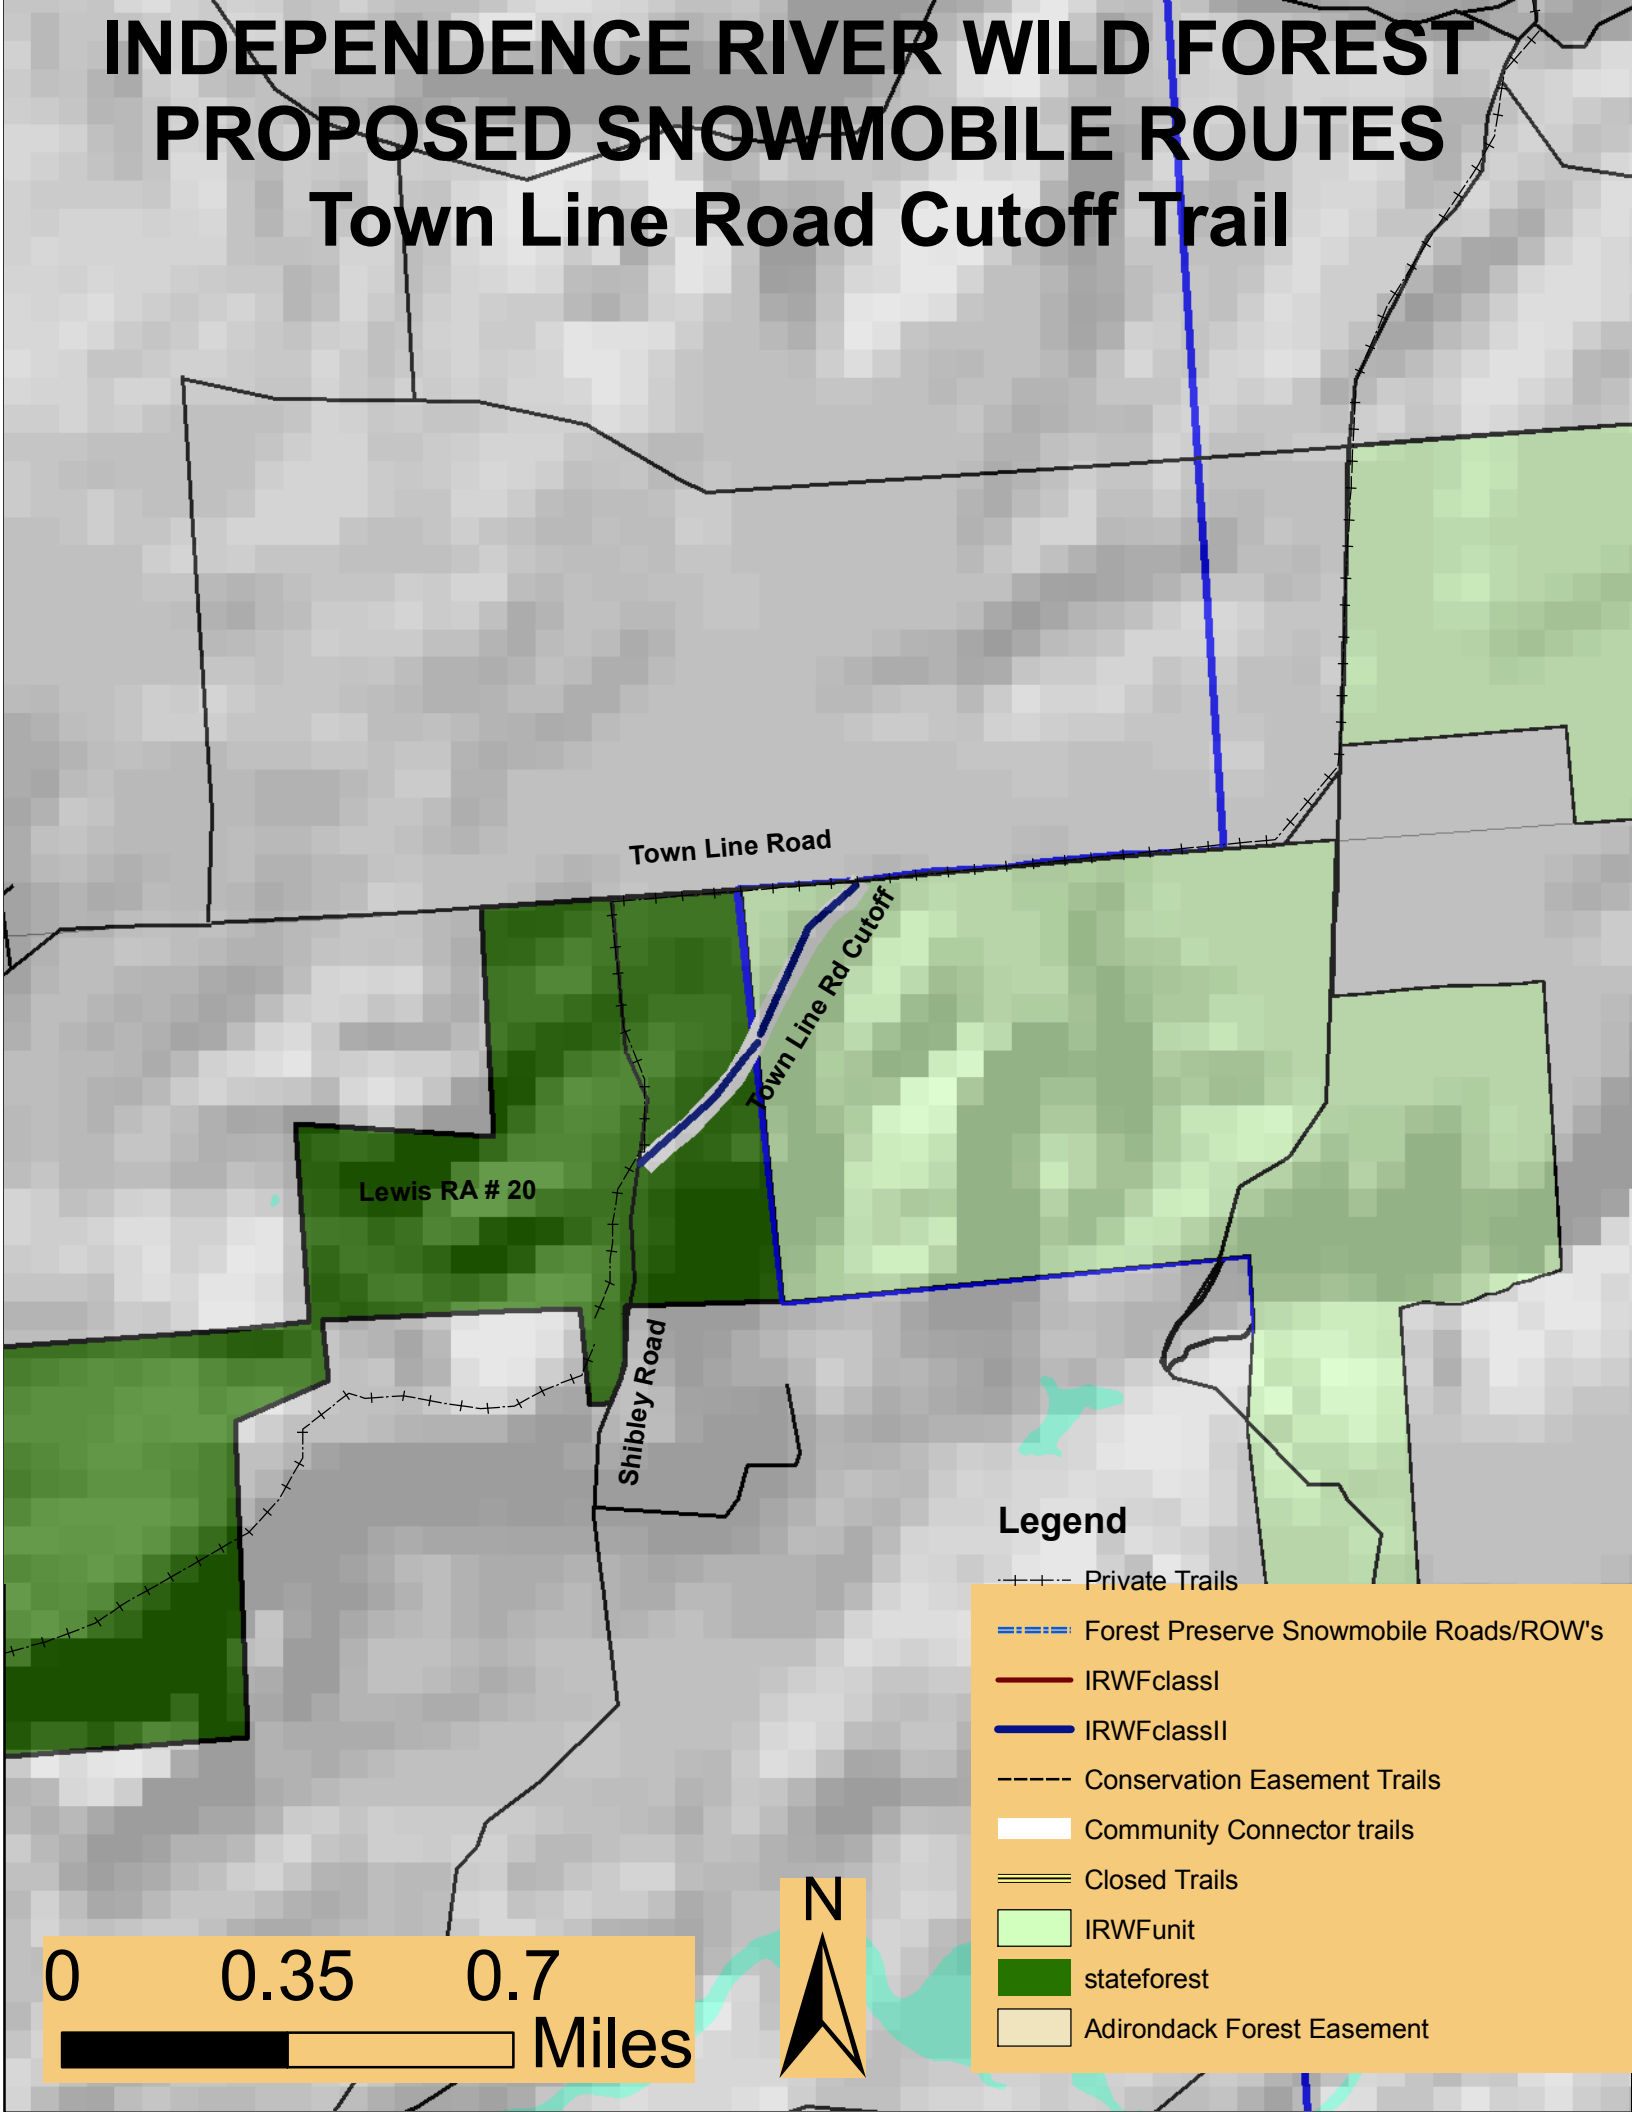 INDEPENDENCE RIVER WILD FOREST
PROPOSED SNOWMOBILE ROUTES
Town Line Road Cutoff Trail
Town Line Road
Town Line Rd Cutoff
Lewis RA # 20
Shibley Road
Legend
Private Trails
Forest Preserve Snowmobile Roads/ROW's
IRWFclassI
IRWFclassII
Conservation Easement Trails
Community Connector trails
Closed Trails
IRWFunit
stateforest
Adirondack Forest Easement
N
0 0.35 0.7
Miles